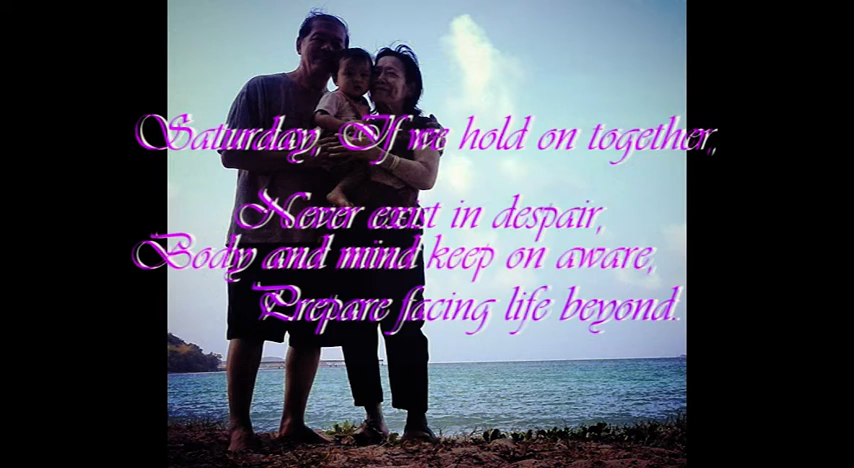 Saturday, If we hold on together,
Never exist in despair,
Body and mind keep on aware,
Prepare facing life beyond.